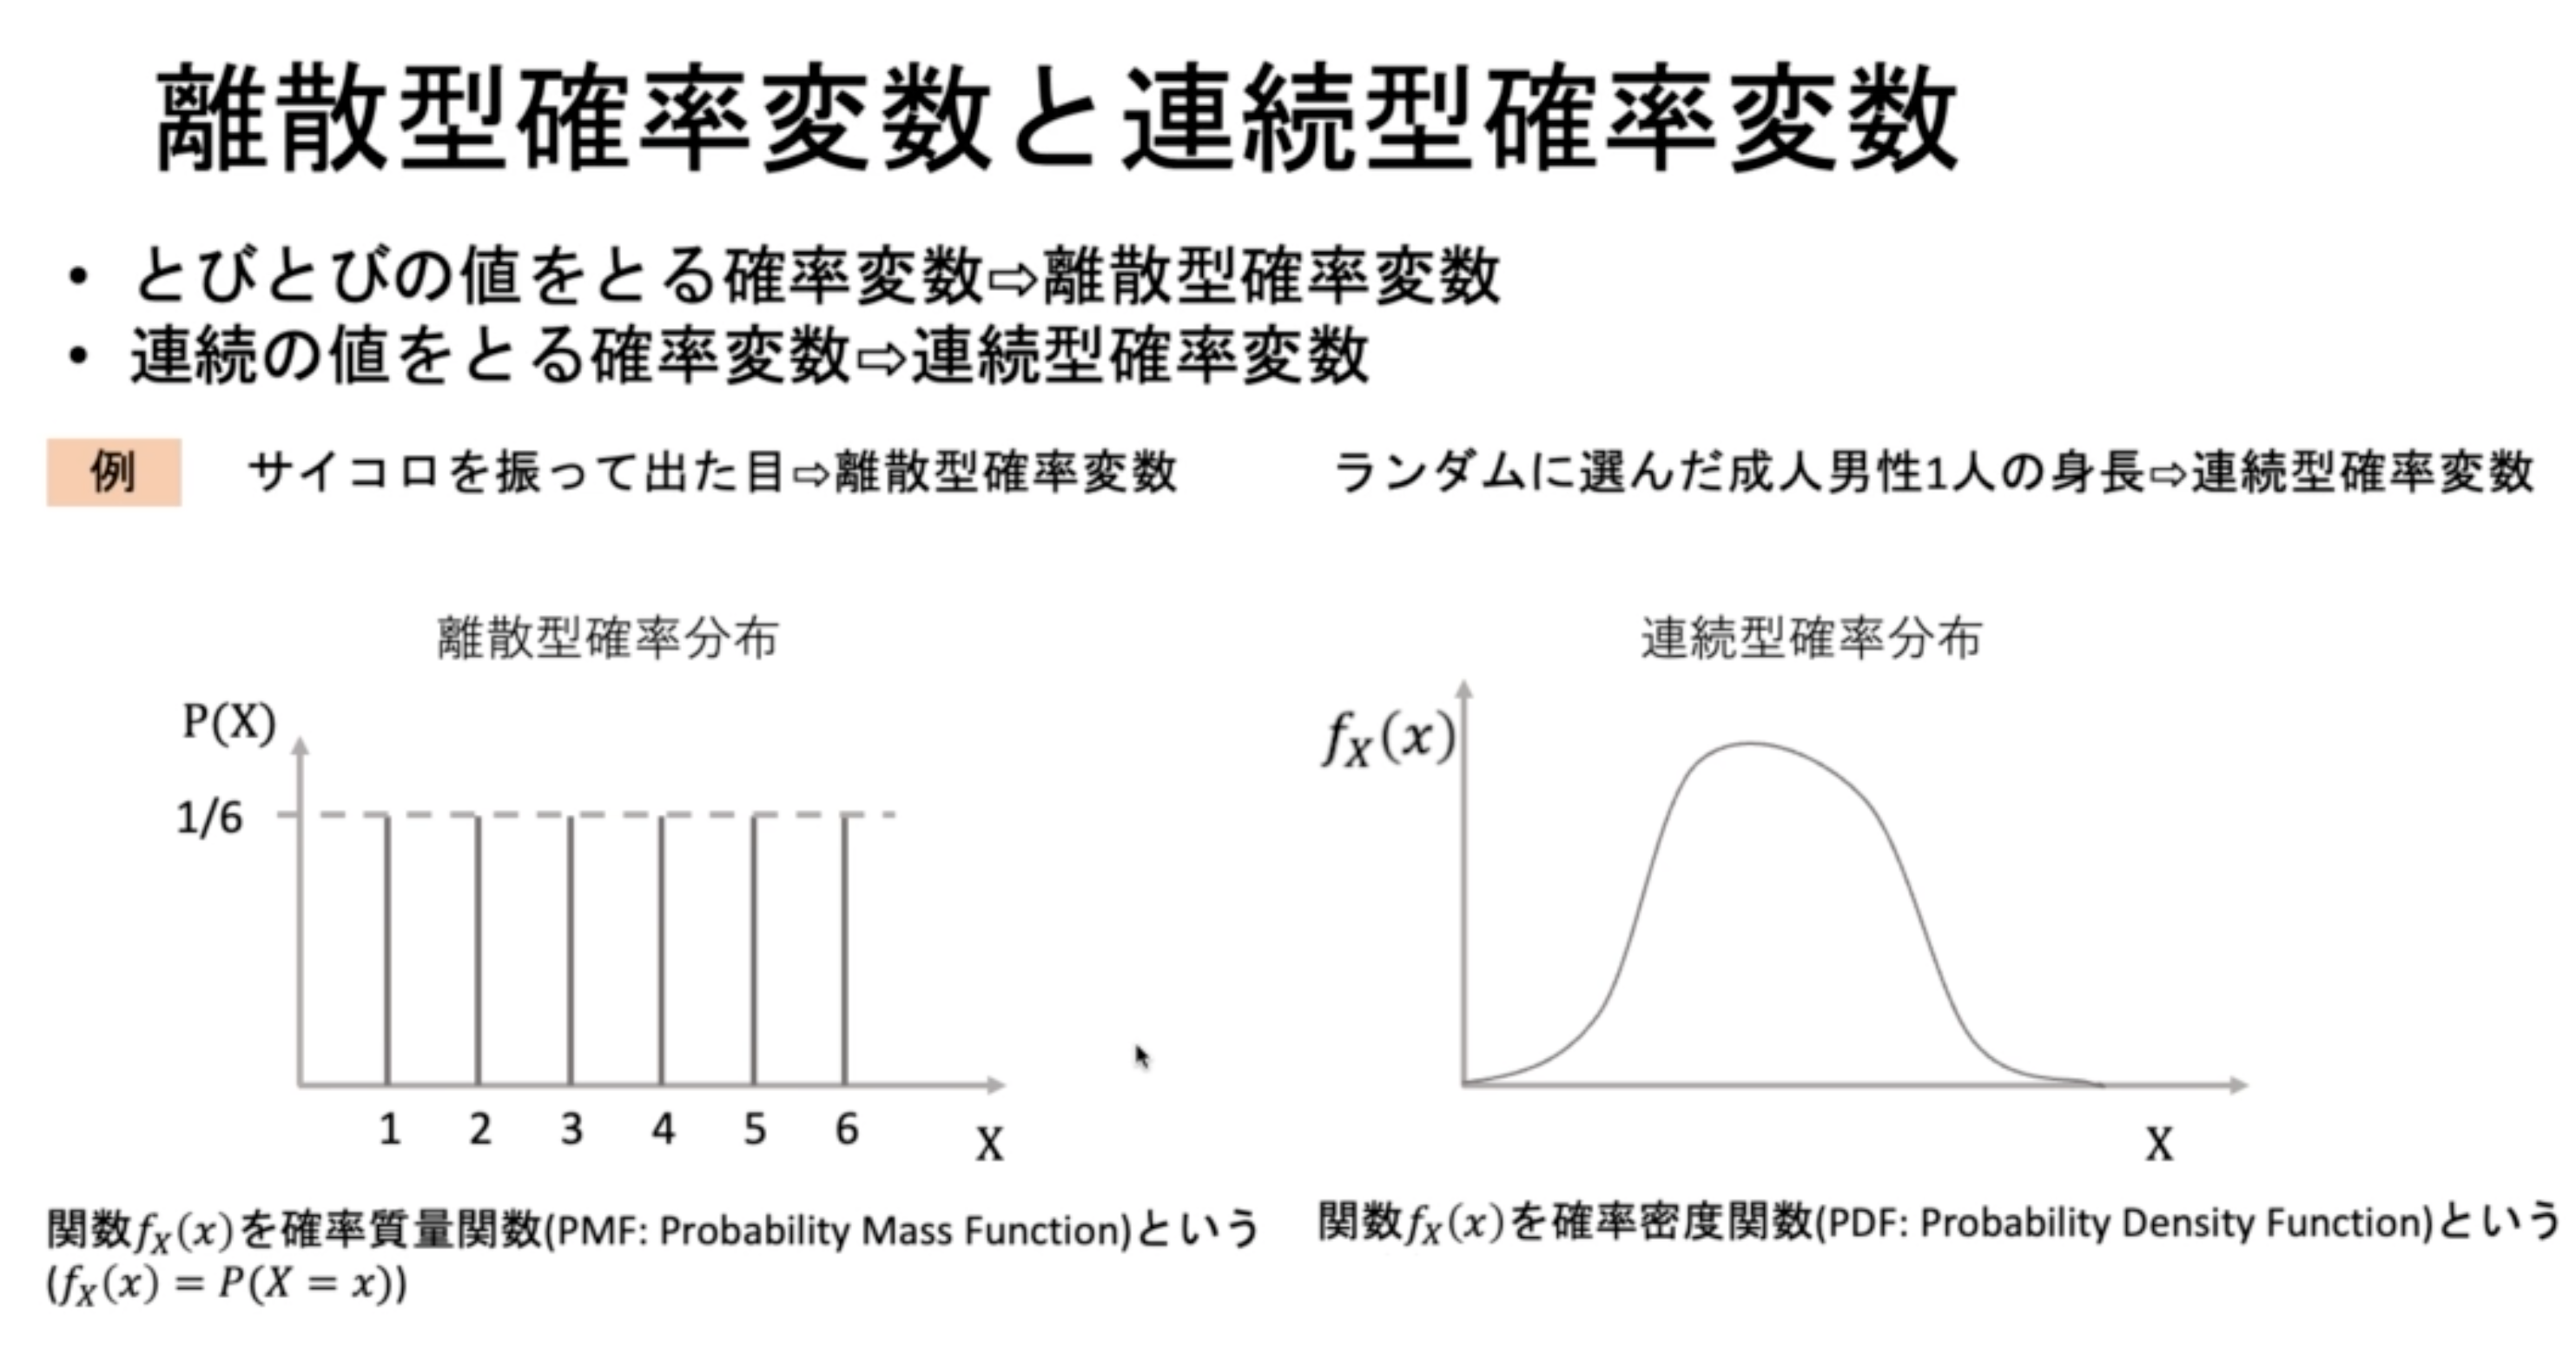 離散型確率変数と連続型確率変数
• とびとびの値をとる確率変数⇨離散型確率変数
• 連続の値をとる確率変数⇨連続型確率変数
例 サイコロを振って出た目⇨離散型確率変数 ランダムに選んだ成人男性1人の身長⇨連続型確率変数
離散型確率分布
P(X)
1/6
1 2 3 4 5 6
X
関数f_X(x)を確率質量関数(PMF: Probability Mass Function)という
(f_X(x) = P(X = x))
連続型確率分布
f_X(x)
X
関数f_X(x)を確率密度関数(PDF: Probability Density Function)という